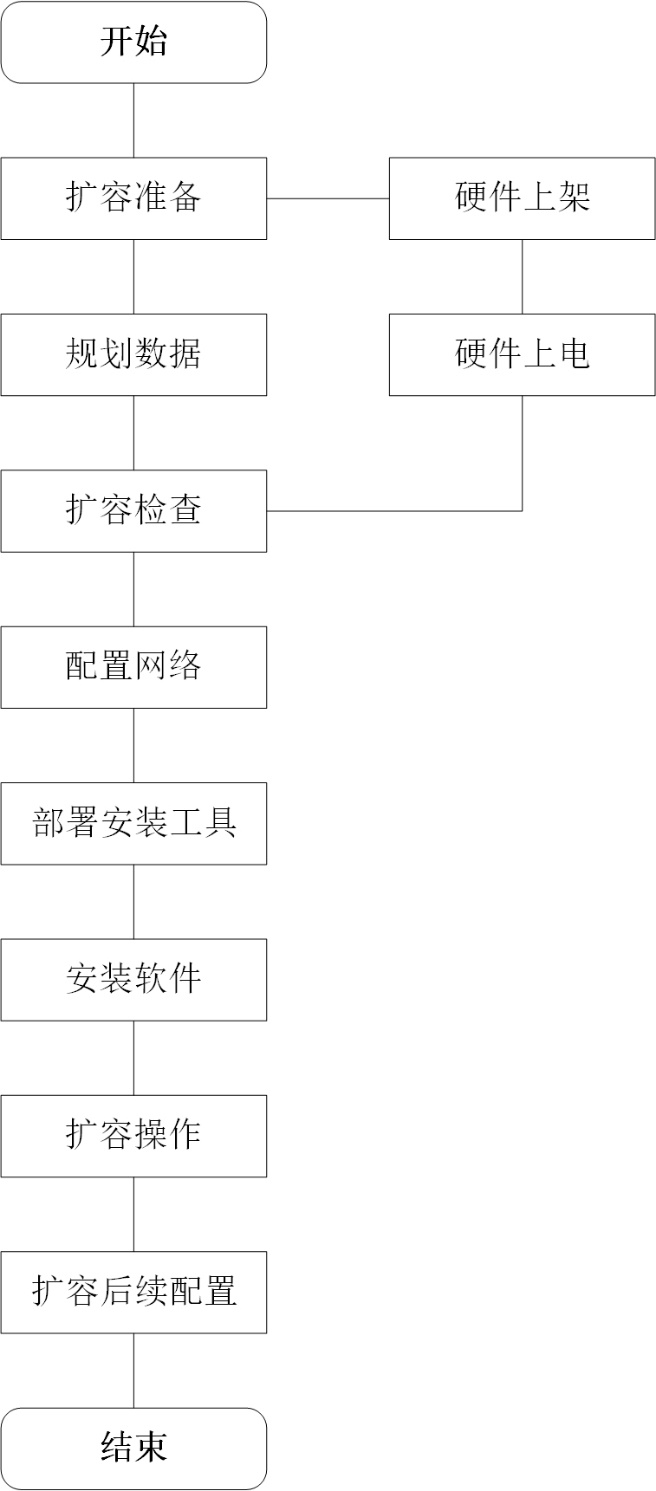 开始
扩容准备
硬件上架
规划数据
硬件上电
扩容检查
配置网络
部署安装工具
安装软件
扩容操作
扩容后续配置
结束